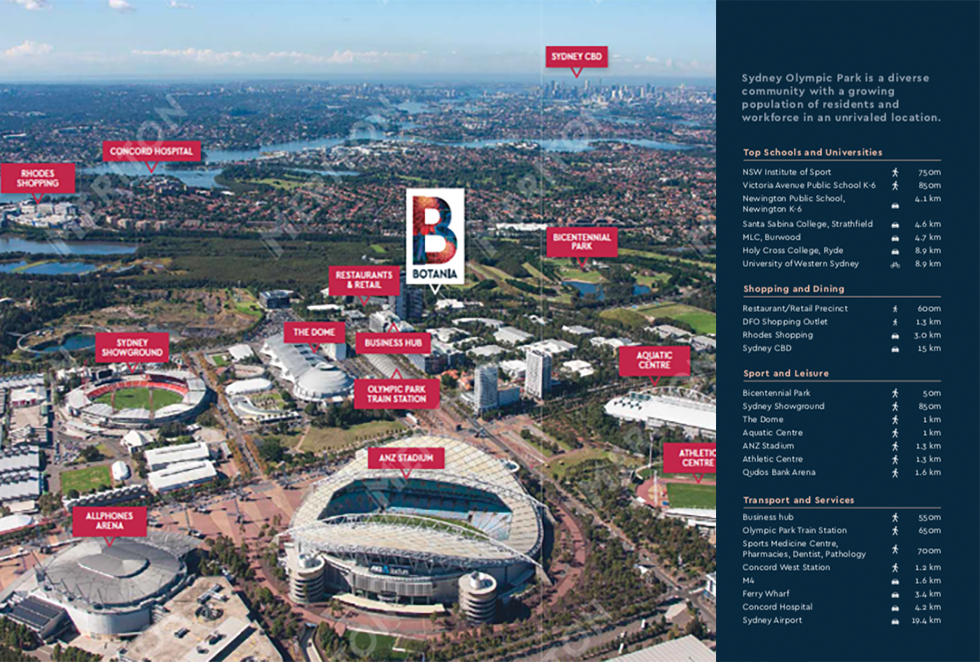 SYDNEY CBD
CONCORD HOSPITAL
RHODES
SHOPPING
B
BOTANIA
BICENTENNIAL
PARK
RESTAURANTS
& RETAIL
THE DOME
BUSINESS HUB
SYDNEY
SHOWGROUND
AQUATIC
CENTRE
OLYMPIC PARK
TRAIN STATION
ANZ STADIUM
ATHLETIC
CENTRE
ALLPHONES
ARENA
Sydney Olympic Park is a diverse
community with a growing
population of residents and
workforce in an unrivaled location.
Top Schools and Universities
NSW Institute of Sport 750m
Victoria Avenue Public School K-6 850m
Newington Public School, 4.1 km
Newington K-6
Santa Sabina College, Strathfield 4.6 km
MLC, Burwood 4.7 km
Holy Cross College, Ryde 8.9 km
University of Western Sydney 8.9 km
Shopping and Dining
Restaurant/Retail Precinct 600m
DFO Shopping Outlet 1.3 km
Rhodes Shopping 3.0 km
Sydney CBD 15 km
Sport and Leisure
Bicentennial Park 50m
Sydney Showground 850m
The Dome 1 km
Aquatic Centre 1 km
ANZ Stadium 1.3 km
Athletic Centre 1.3 km
Qudos Bank Arena 1.6 km
Transport and Services
Business hub 550m
Olympic Park Train Station 650m
Sports Medicine Centre,
Pharmacies, Dentist, Pathology 700m
Concord West Station 1.2 km
M4 1.6 km
Ferry Wharf 3.4 km
Concord Hospital 4.2 km
Sydney Airport 19.4 km